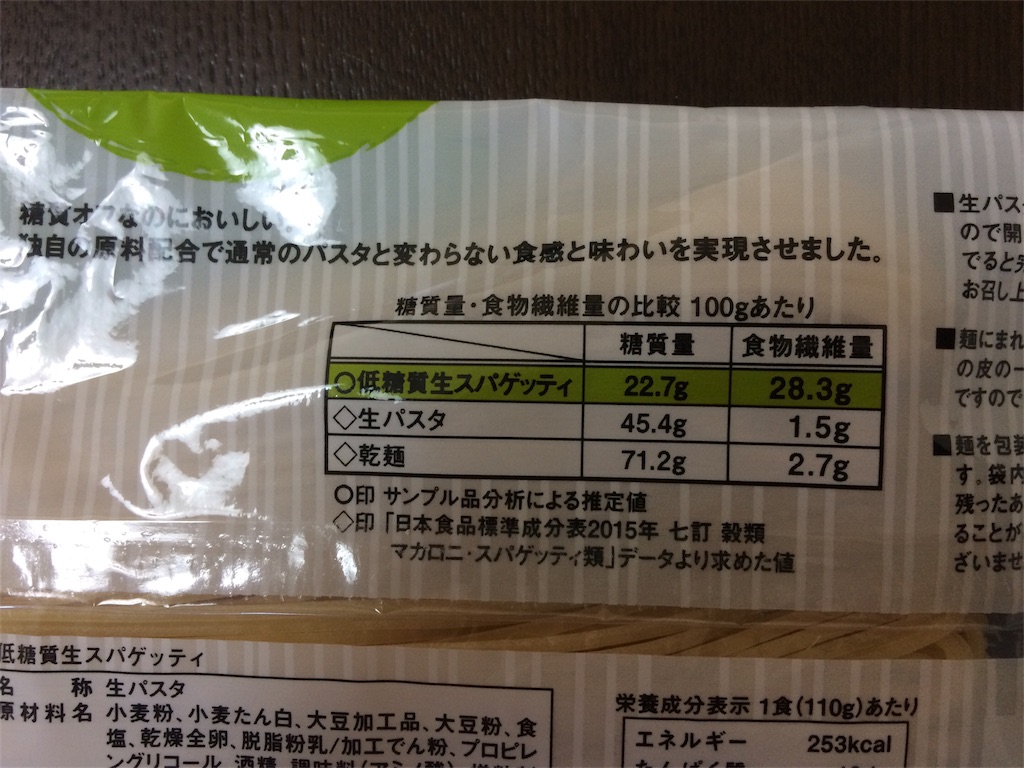 糖質オフなのにおいしい
独自の原料配合で通常のパスタと変わらない食感と味わいを実現させました。
糖質量・食物繊維量の比較 100gあたり
糖質量 食物繊維量
○低糖質生スパゲッティ 22.7g 28.3g
◇生パスタ 45.4g 1.5g
◇乾麺 71.2g 2.7g
○印 サンプル品分析による推定値
◇印「日本食品標準成分表2015年 七訂 穀類
マカロニ・スパゲッティ類」データより求めた値
■生パス
ので開
でると
お召し上
■麺にまれ
の皮の一
ですので
■麺を包装
す。袋内
残ったあ
ることが
ざいませ
低糖質生スパゲッティ
名 称 生パスタ
原材料名 小麦粉、小麦たん白、大豆加工品、大豆粉、食
塩、乾燥全卵、脱脂粉乳/加工でん粉、プロピレ
ングリコール、酒精、調味料(アミノ酸)、
栄養成分表示 1食(110g)あたり
エネルギー 253kcal
たんぱく質